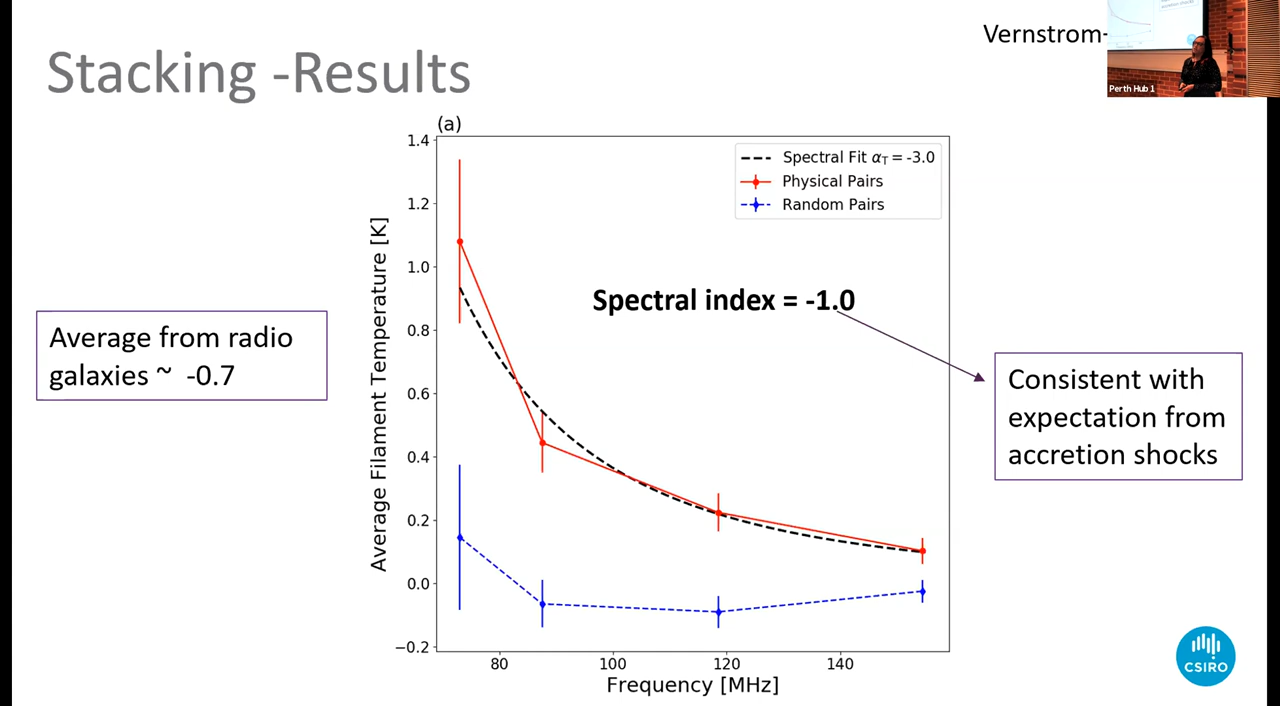 Stacking -Results
Vernstrom-
Perth Hub 1
(a)
1.4
1.2
1.0
0.8
0.6
0.4
0.2
0.0
−0.2
Average Filament Temperature [K]
Spectral Fit αT = -3.0
Physical Pairs
Random Pairs
Spectral index = -1.0
Average from radio
galaxies ~ -0.7
Consistent with
expectation from
accretion shocks
80
100
120
140
Frequency [MHz]
CSIRO